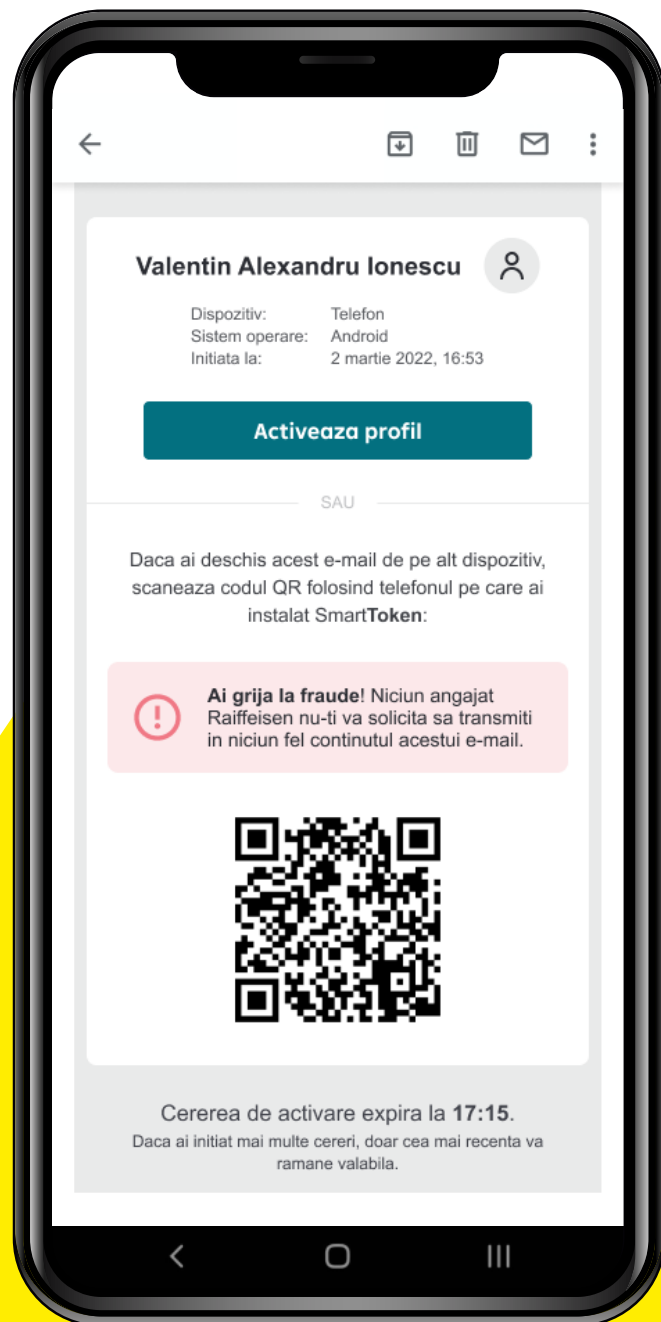 Valentin Alexandru Ionescu
Dispozitiv: Telefon
Sistem operare: Android
Initiata la: 2 martie 2022, 16:53
Activeaza profil
SAU
Daca ai deschis acest e-mail de pe alt dispozitiv,
scaneaza codul QR folosind telefonul pe care ai
instalat SmartToken:
Ai grija la fraude! Niciun angajat
Raiffeisen nu-ti va solicita sa transmiti
in niciun fel continutul acestui e-mail.
Cererea de activare expira la 17:15.
Daca ai initiat mai multe cereri, doar cea mai recenta va
ramane valabila.